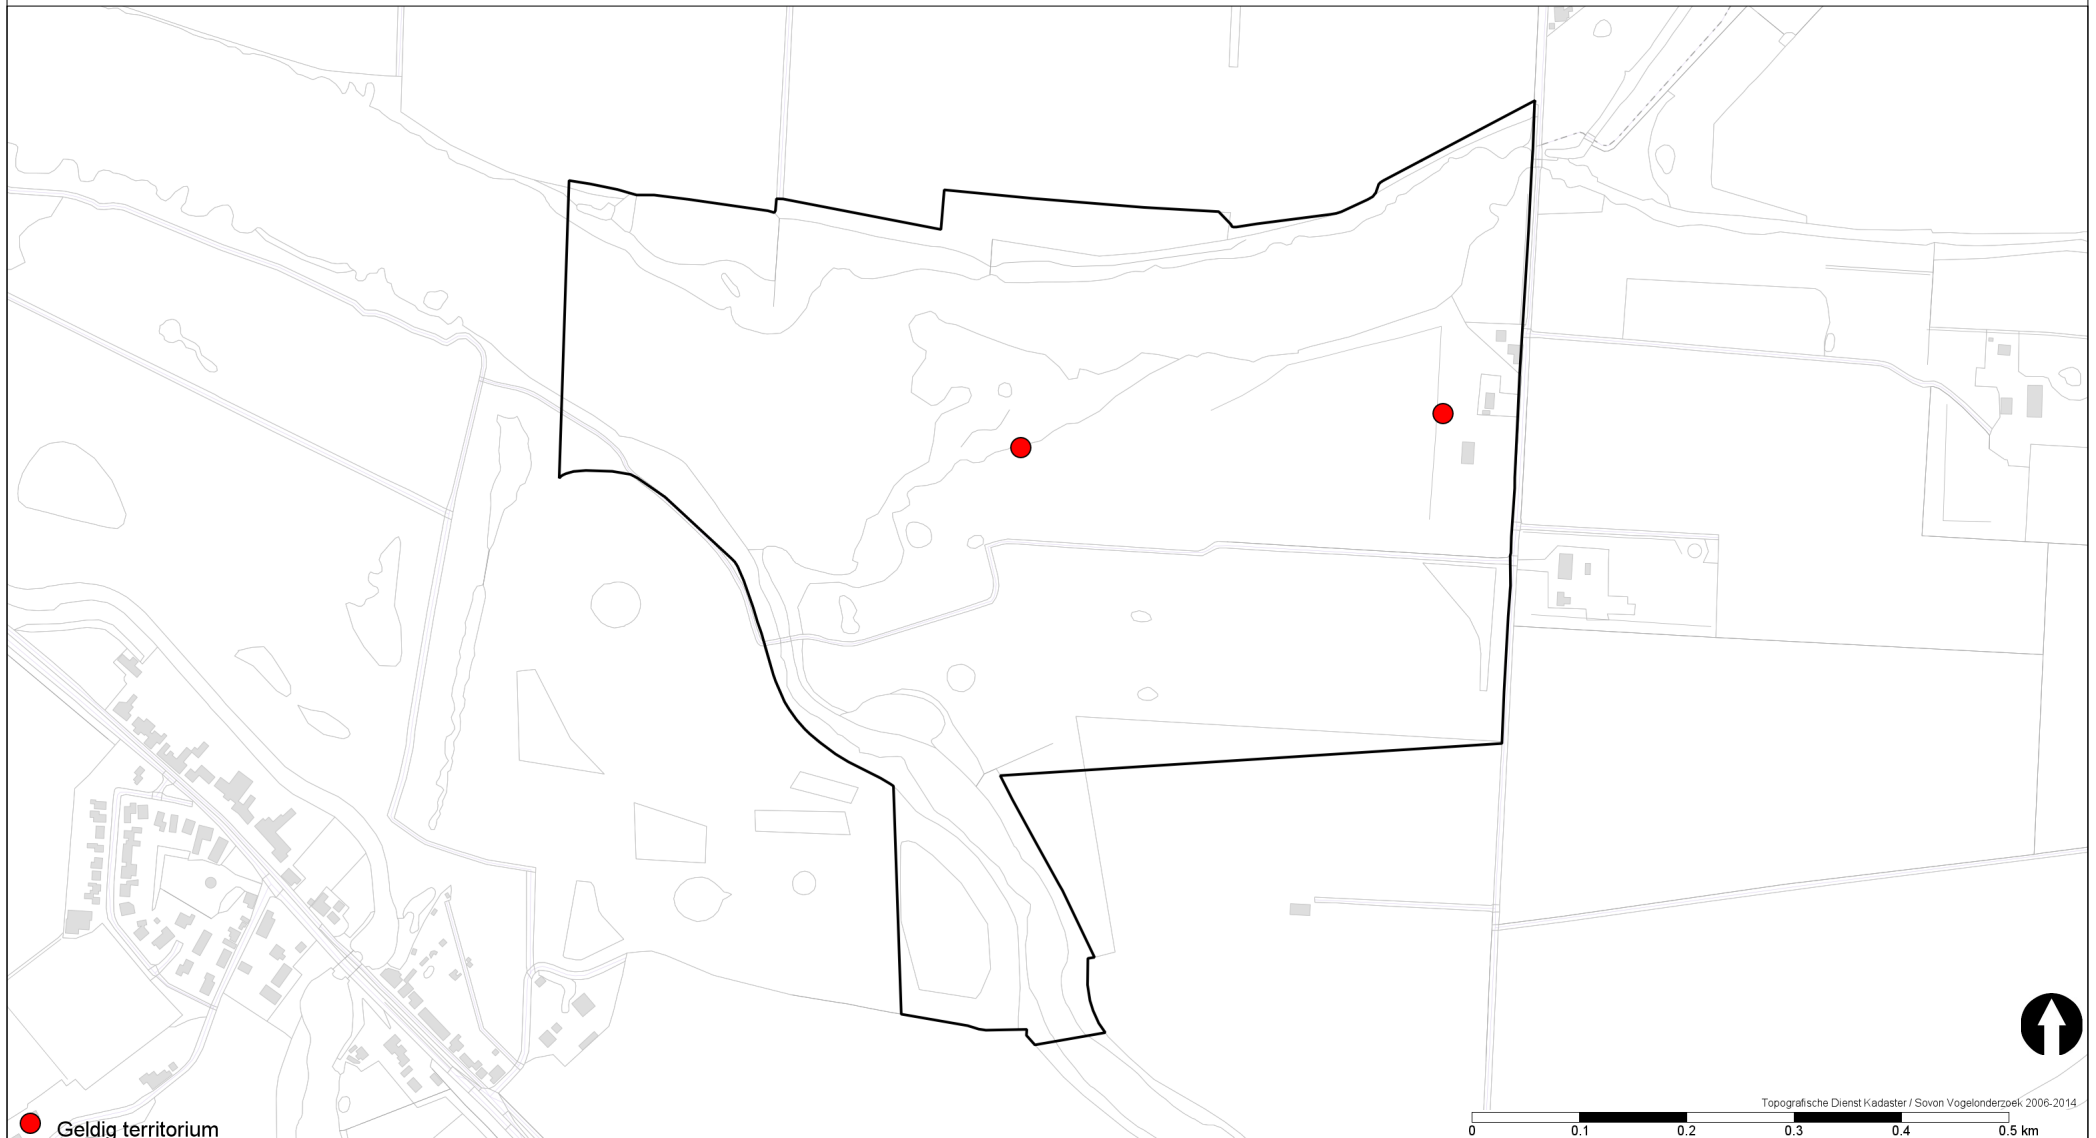 Topografische Dienst Kadaster / Sovon Vogelonderzoek 2006-2014
0 0.1 0.2 0.3 0.4 0.5 km
Geldig territorium